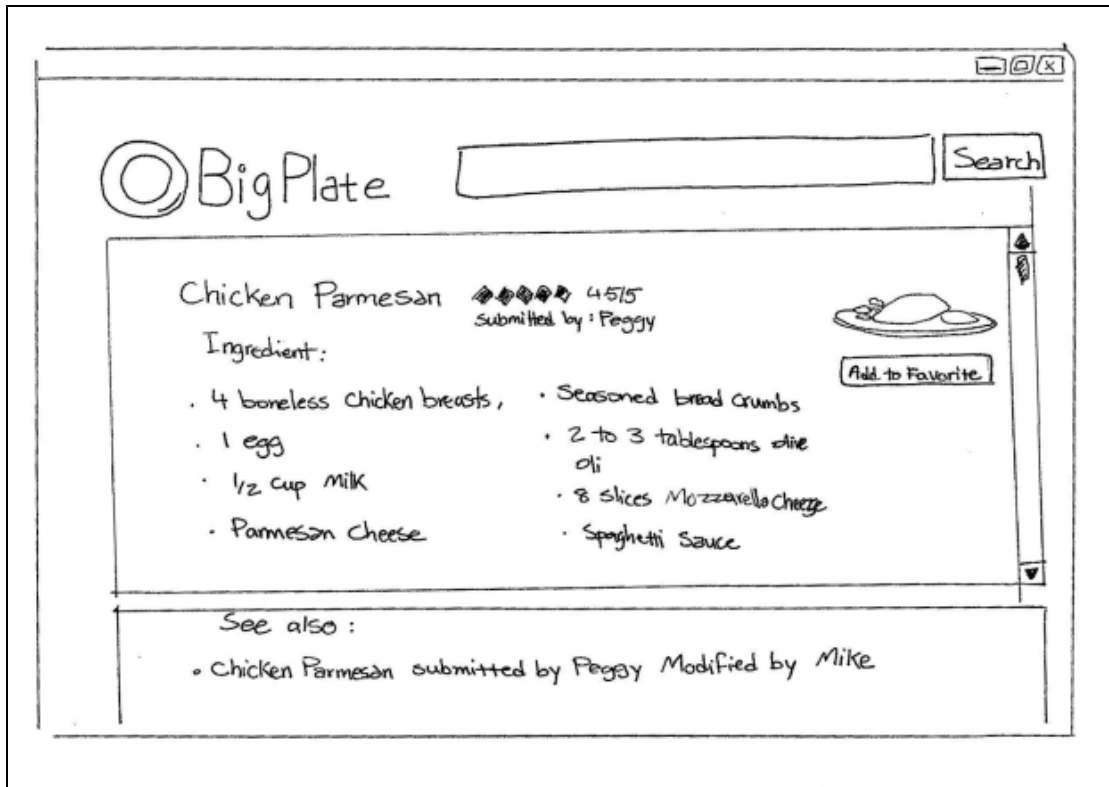 BigPlate
Search
Chicken Parmesan 4.5/5
submitted by : Peggy
Add to Favorite
Ingredient:
· 4 boneless chicken breasts,
· 1 egg
· 1/2 cup milk
· Parmesan Cheese
· Seasoned bread crumbs
· 2 to 3 tablespoons olive
oli
· 8 slices Mozzarella Cheeze
· Spaghetti Sauce
See also :
• Chicken Parmesan submitted by Peggy Modified by Mike